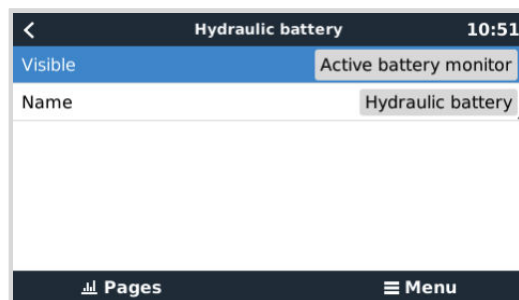 Hydraulic battery 10:51
Visible Active battery monitor
Name Hydraulic battery
Pages Menu